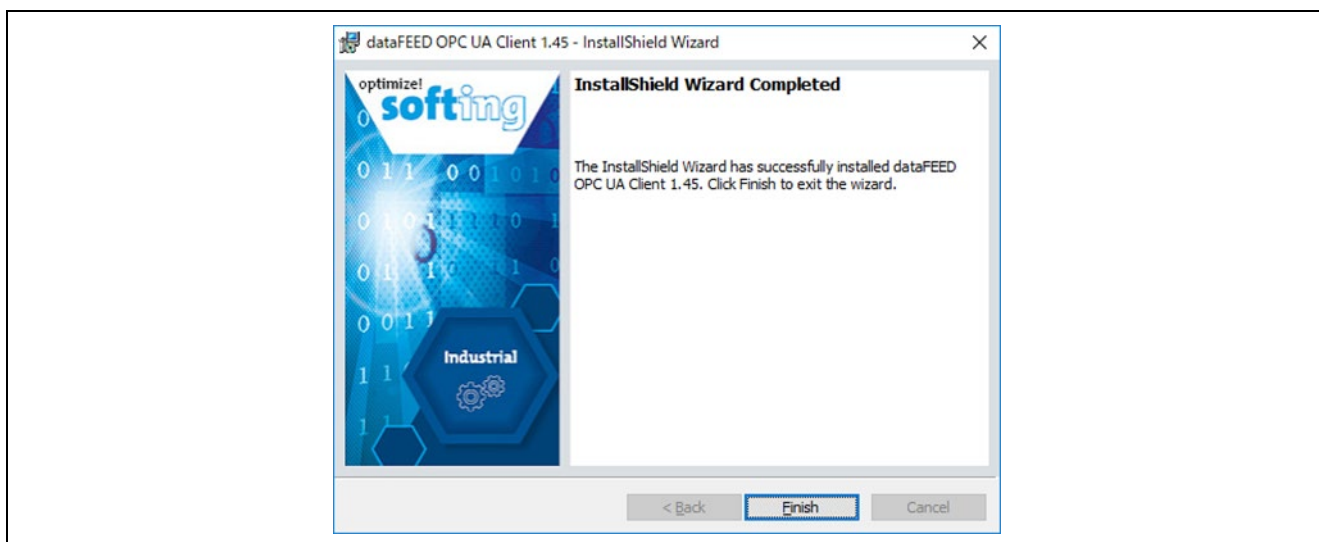 dataFEED OPC UA Client 1.45 - InstallShield Wizard
optimize!
softing
InstallShield Wizard Completed
The InstallShield Wizard has successfully installed dataFEED
OPC UA Client 1.45. Click Finish to exit the wizard.
Industrial
< Back
Finish
Cancel